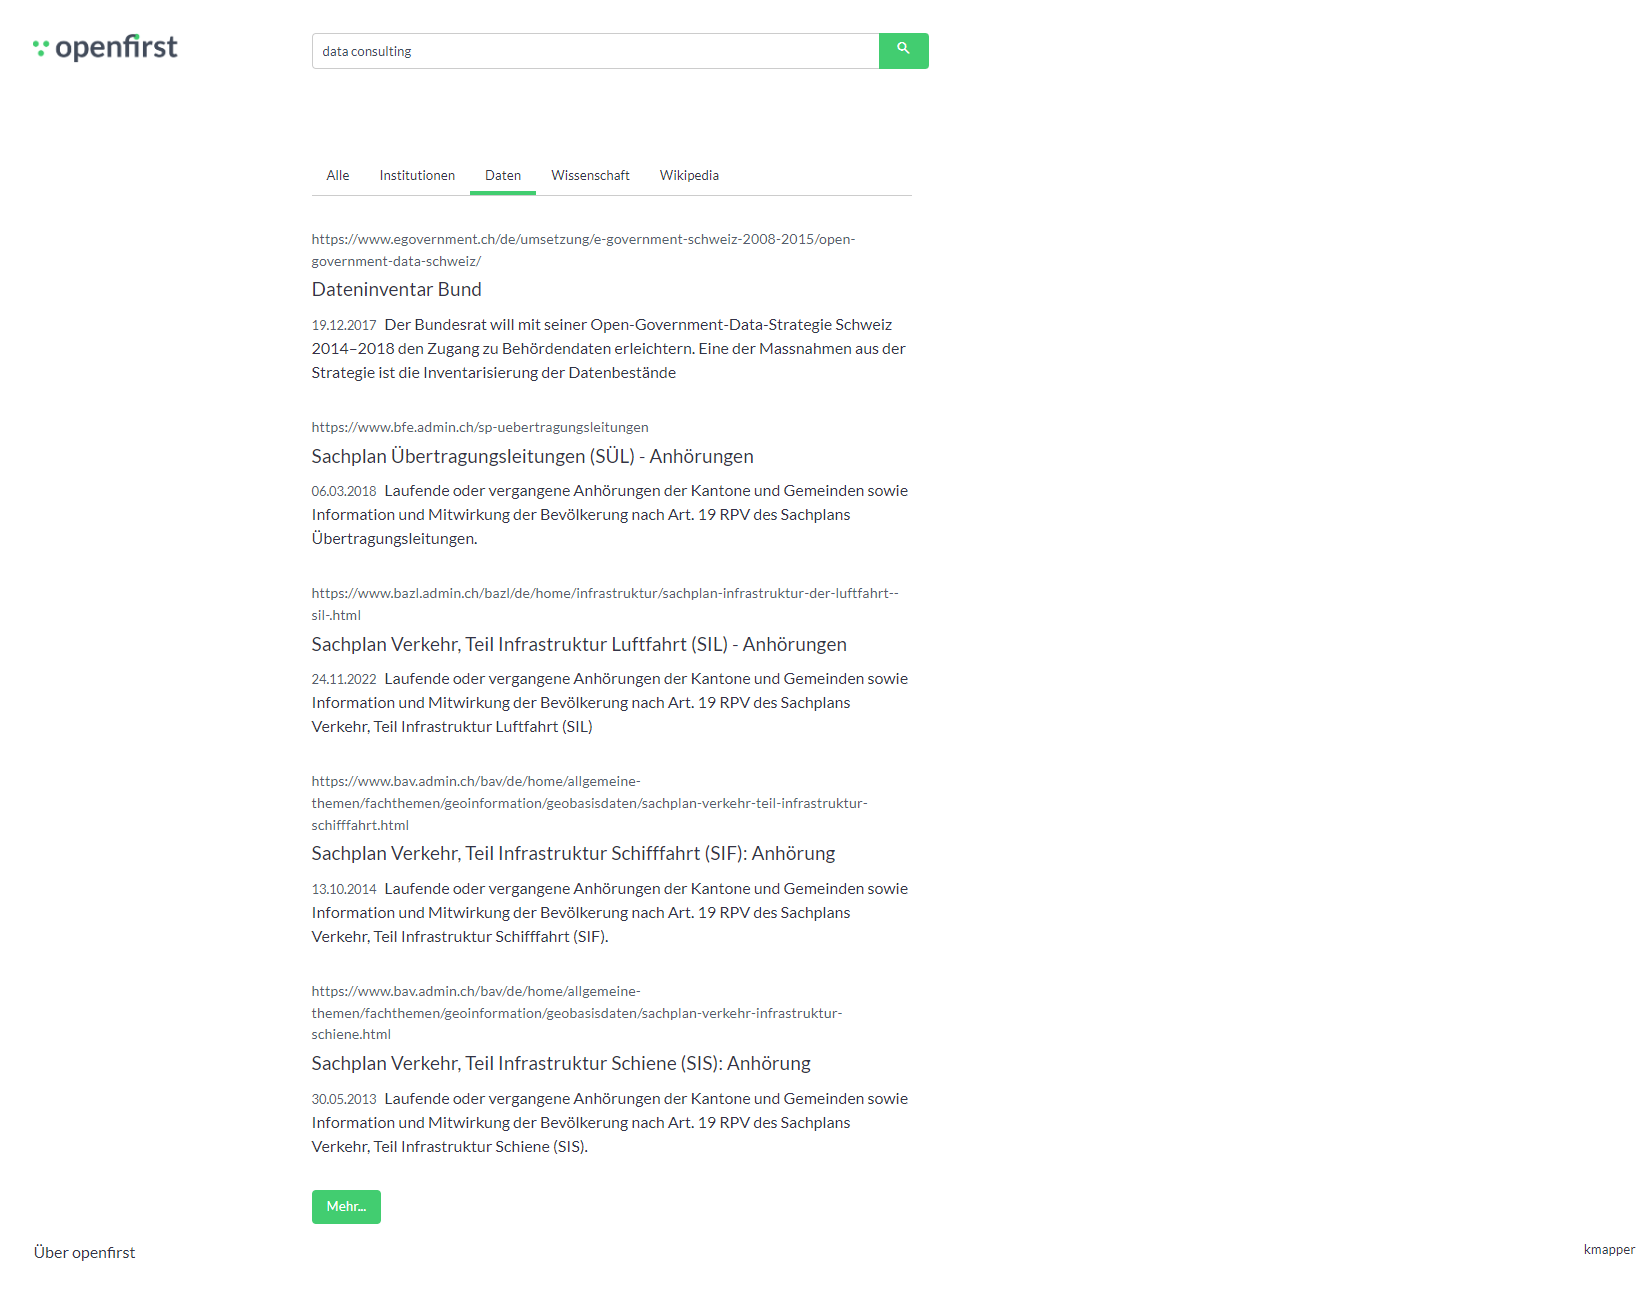 openfirst
data consulting
Alle Institutionen Daten Wissenschaft Wikipedia
https://www.egovernment.ch/de/umsetzung/e-government-schweiz-2008-2015/open-
government-data-schweiz/
Dateninventar Bund
19.12.2017 Der Bundesrat will mit seiner Open-Government-Data-Strategie Schweiz
2014–2018 den Zugang zu Behördendaten erleichtern. Eine der Massnahmen aus der
Strategie ist die Inventarisierung der Datenbestände
https://www.bfe.admin.ch/sp-uebertragungsleitungen
Sachplan Übertragungsleitungen (SÜL) - Anhörungen
06.03.2018 Laufende oder vergangene Anhörungen der Kantone und Gemeinden sowie
Information und Mitwirkung der Bevölkerung nach Art. 19 RPV des Sachplans
Übertragungsleitungen.
https://www.bazl.admin.ch/bazl/de/home/infrastruktur/sachplan-infrastruktur-der-luftfahrt--
sil-.html
Sachplan Verkehr, Teil Infrastruktur Luftfahrt (SIL) - Anhörungen
24.11.2022 Laufende oder vergangene Anhörungen der Kantone und Gemeinden sowie
Information und Mitwirkung der Bevölkerung nach Art. 19 RPV des Sachplans
Verkehr, Teil Infrastruktur Luftfahrt (SIL)
https://www.bav.admin.ch/bav/de/home/allgemeine-
themen/fachthemen/geoinformation/geobasisdaten/sachplan-verkehr-teil-infrastruktur-
schifffahrt.html
Sachplan Verkehr, Teil Infrastruktur Schifffahrt (SIF): Anhörung
13.10.2014 Laufende oder vergangene Anhörungen der Kantone und Gemeinden sowie
Information und Mitwirkung der Bevölkerung nach Art. 19 RPV des Sachplans
Verkehr, Teil Infrastruktur Schifffahrt (SIF).
https://www.bav.admin.ch/bav/de/home/allgemeine-
themen/fachthemen/geoinformation/geobasisdaten/sachplan-verkehr-infrastruktur-
schiene.html
Sachplan Verkehr, Teil Infrastruktur Schiene (SIS): Anhörung
30.05.2013 Laufende oder vergangene Anhörungen der Kantone und Gemeinden sowie
Information und Mitwirkung der Bevölkerung nach Art. 19 RPV des Sachplans
Verkehr, Teil Infrastruktur Schiene (SIS).
Mehr...
Über openfirst
kmapper